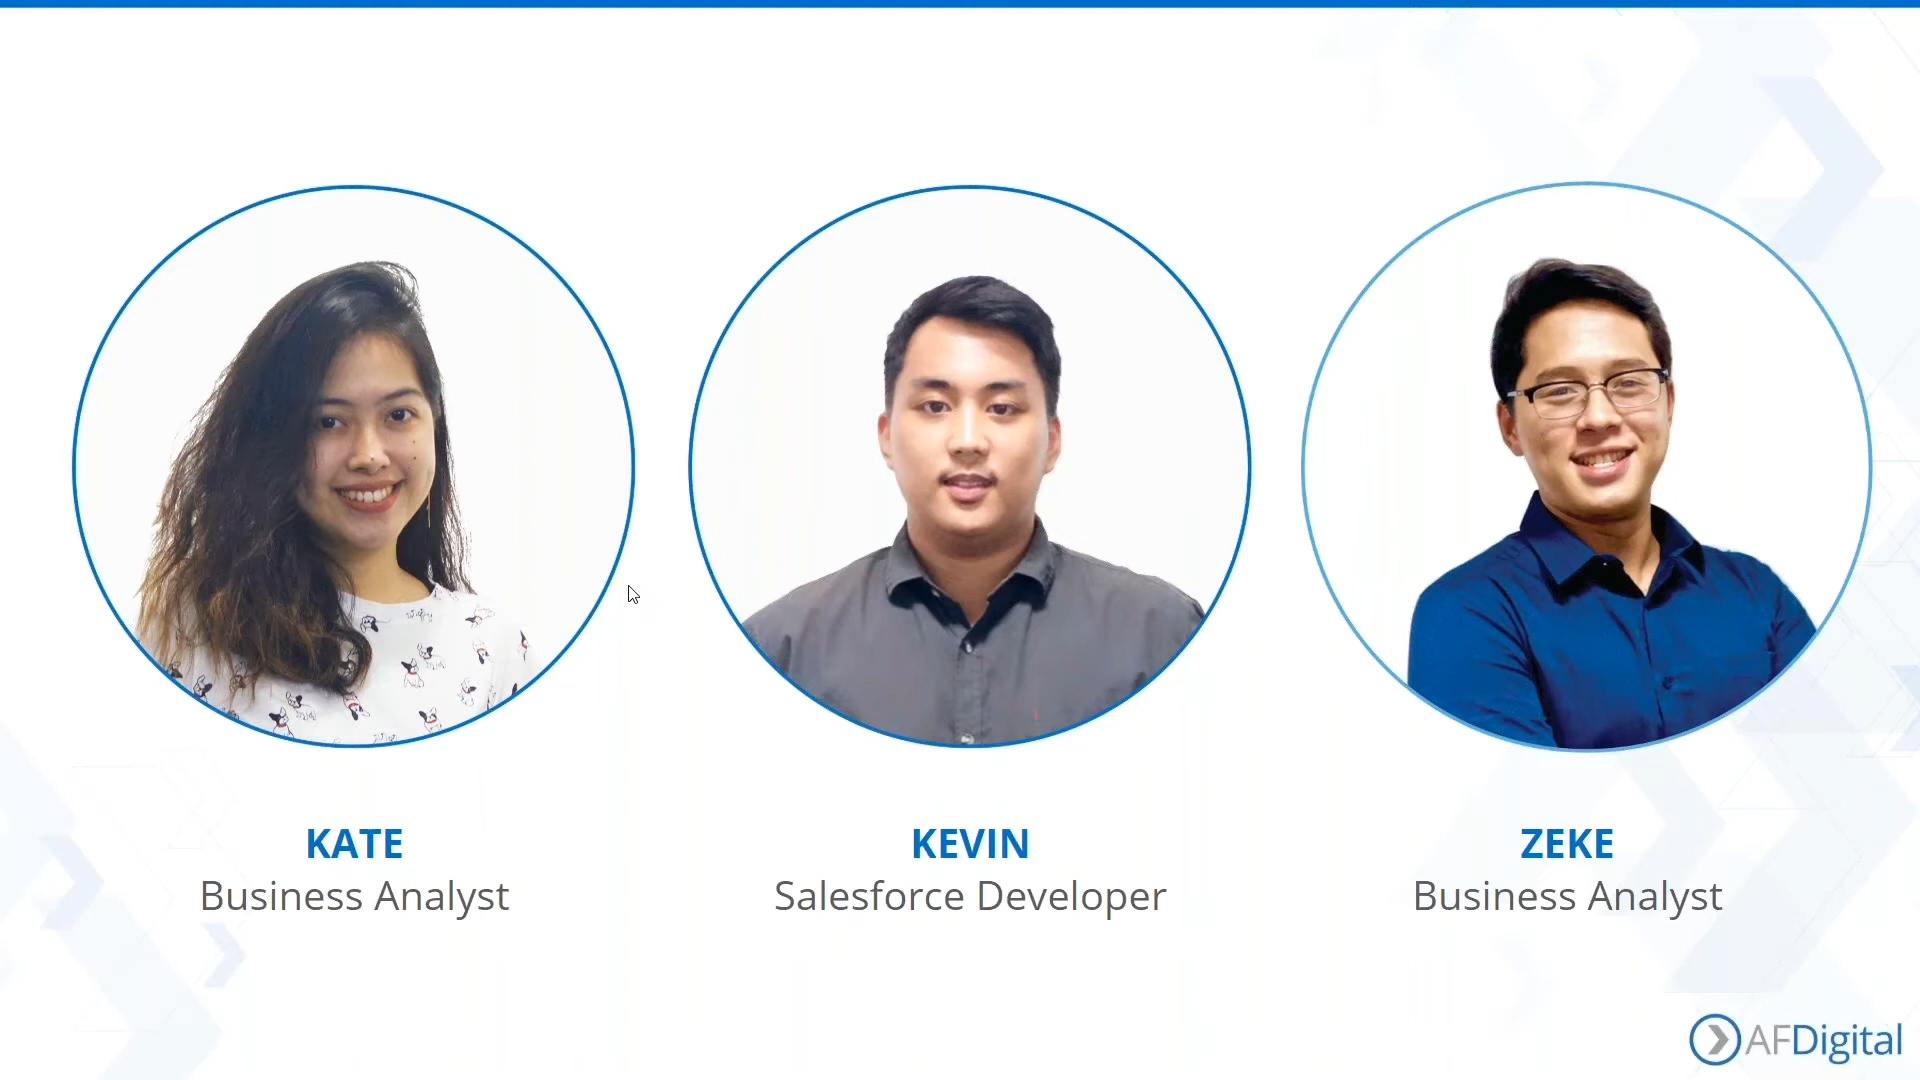 KATE
Business Analyst
KEVIN
Salesforce Developer
ZEKE
Business Analyst
AFDigital